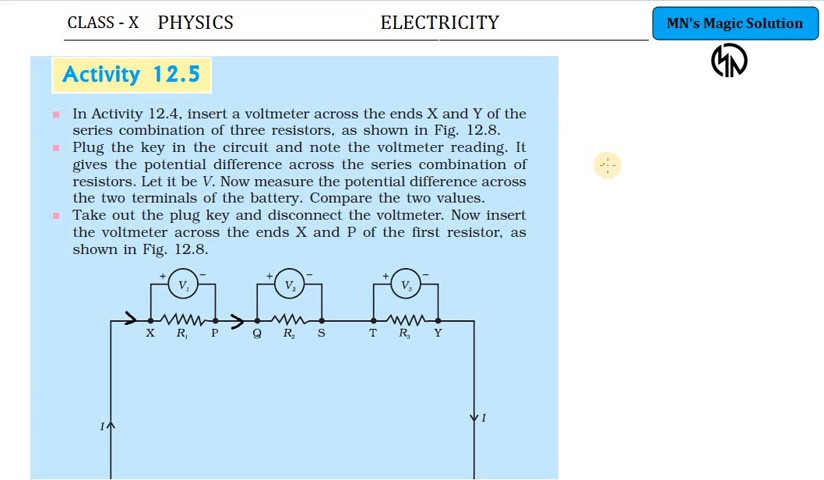 CLASS - X PHYSICS ELECTRICITY
MN's Magic Solution
MN
Activity 12.5
In Activity 12.4, insert a voltmeter across the ends X and Y of the
series combination of three resistors, as shown in Fig. 12.8.
Plug the key in the circuit and note the voltmeter reading. It
gives the potential difference across the series combination of
resistors. Let it be V. Now measure the potential difference across
the two terminals of the battery. Compare the two values.
Take out the plug key and disconnect the voltmeter. Now insert
the voltmeter across the ends X and P of the first resistor, as
shown in Fig. 12.8.
+ V₁ − + V₂ − + V₃ −
X R₁ P Q R₂ S T R₃ Y
I I